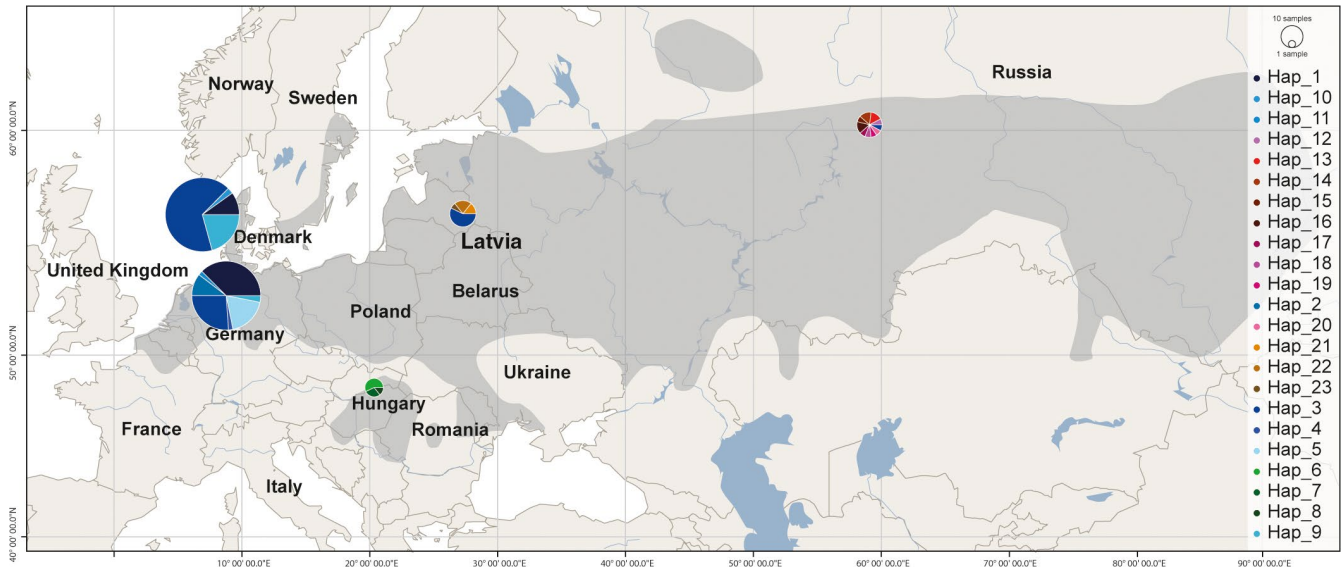 Norway
Sweden
Russia
Denmark
Latvia
United Kingdom
Belarus
Poland
Germany
Ukraine
Hungary
France
Romania
Italy
10 samples
1 sample
Hap_1
Hap_10
Hap_11
Hap_12
Hap_13
Hap_14
Hap_15
Hap_16
Hap_17
Hap_18
Hap_19
Hap_2
Hap_20
Hap_21
Hap_22
Hap_23
Hap_3
Hap_4
Hap_5
Hap_6
Hap_7
Hap_8
Hap_9
60° 00' 00.0"N
50° 00' 00.0"N
40° 00' 00.0"N
10° 00' 00.0"E
20° 00' 00.0"E
30° 00' 00.0"E
40° 00' 00.0"E
50° 00' 00.0"E
60° 00' 00.0"E
70° 00' 00.0"E
80° 00' 00.0"E
90° 00' 00.0"E